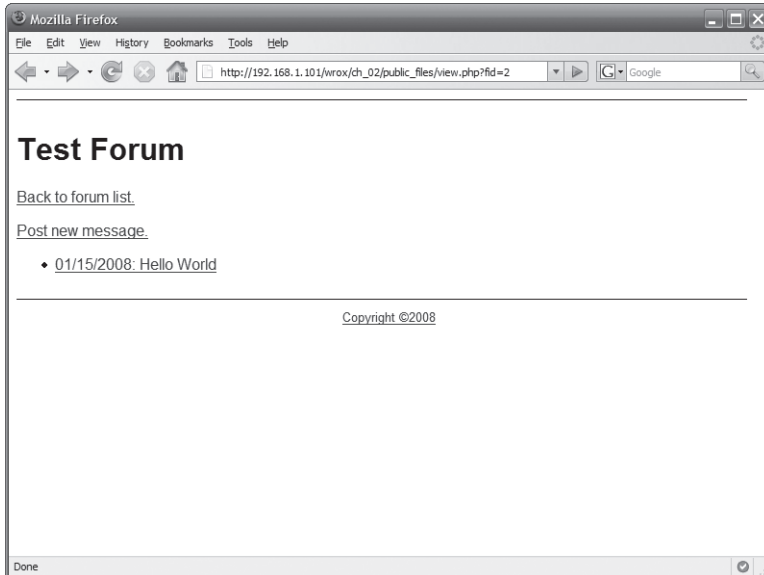 Mozilla Firefox
File Edit View History Bookmarks Tools Help
http://192.168.1.101/wrox/ch_02/public_files/view.php?fid=2 G Google
Test Forum
Back to forum list.
Post new message.
• 01/15/2008: Hello World
Copyright ©2008
Done